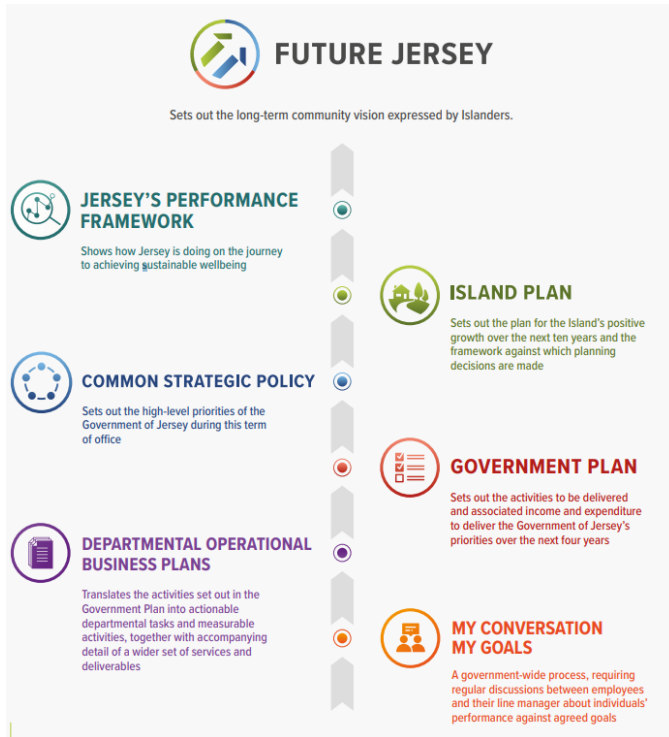 FUTURE JERSEY
Sets out the long-term community vision expressed by Islanders.
JERSEY'S PERFORMANCE
FRAMEWORK
Shows how Jersey is doing on the journey
to achieving sustainable wellbeing
ISLAND PLAN
Sets out the plan for the Island's positive
growth over the next ten years and the
framework against which planning
decisions are made
COMMON STRATEGIC POLICY
Sets out the high-level priorities of the
Government of Jersey during this term
of office
GOVERNMENT PLAN
Sets out the activities to be delivered
and associated income and expenditure
to deliver the Government of Jersey's
priorities over the next four years
DEPARTMENTAL OPERATIONAL
BUSINESS PLANS
Translates the activities set out in the
Government Plan into actionable
departmental tasks and measurable
activities, together with accompanying
detail of a wider set of services and
deliverables
MY CONVERSATION
MY GOALS
A government-wide process, requiring
regular discussions between employees
and their line manager about individuals'
performance against agreed goals